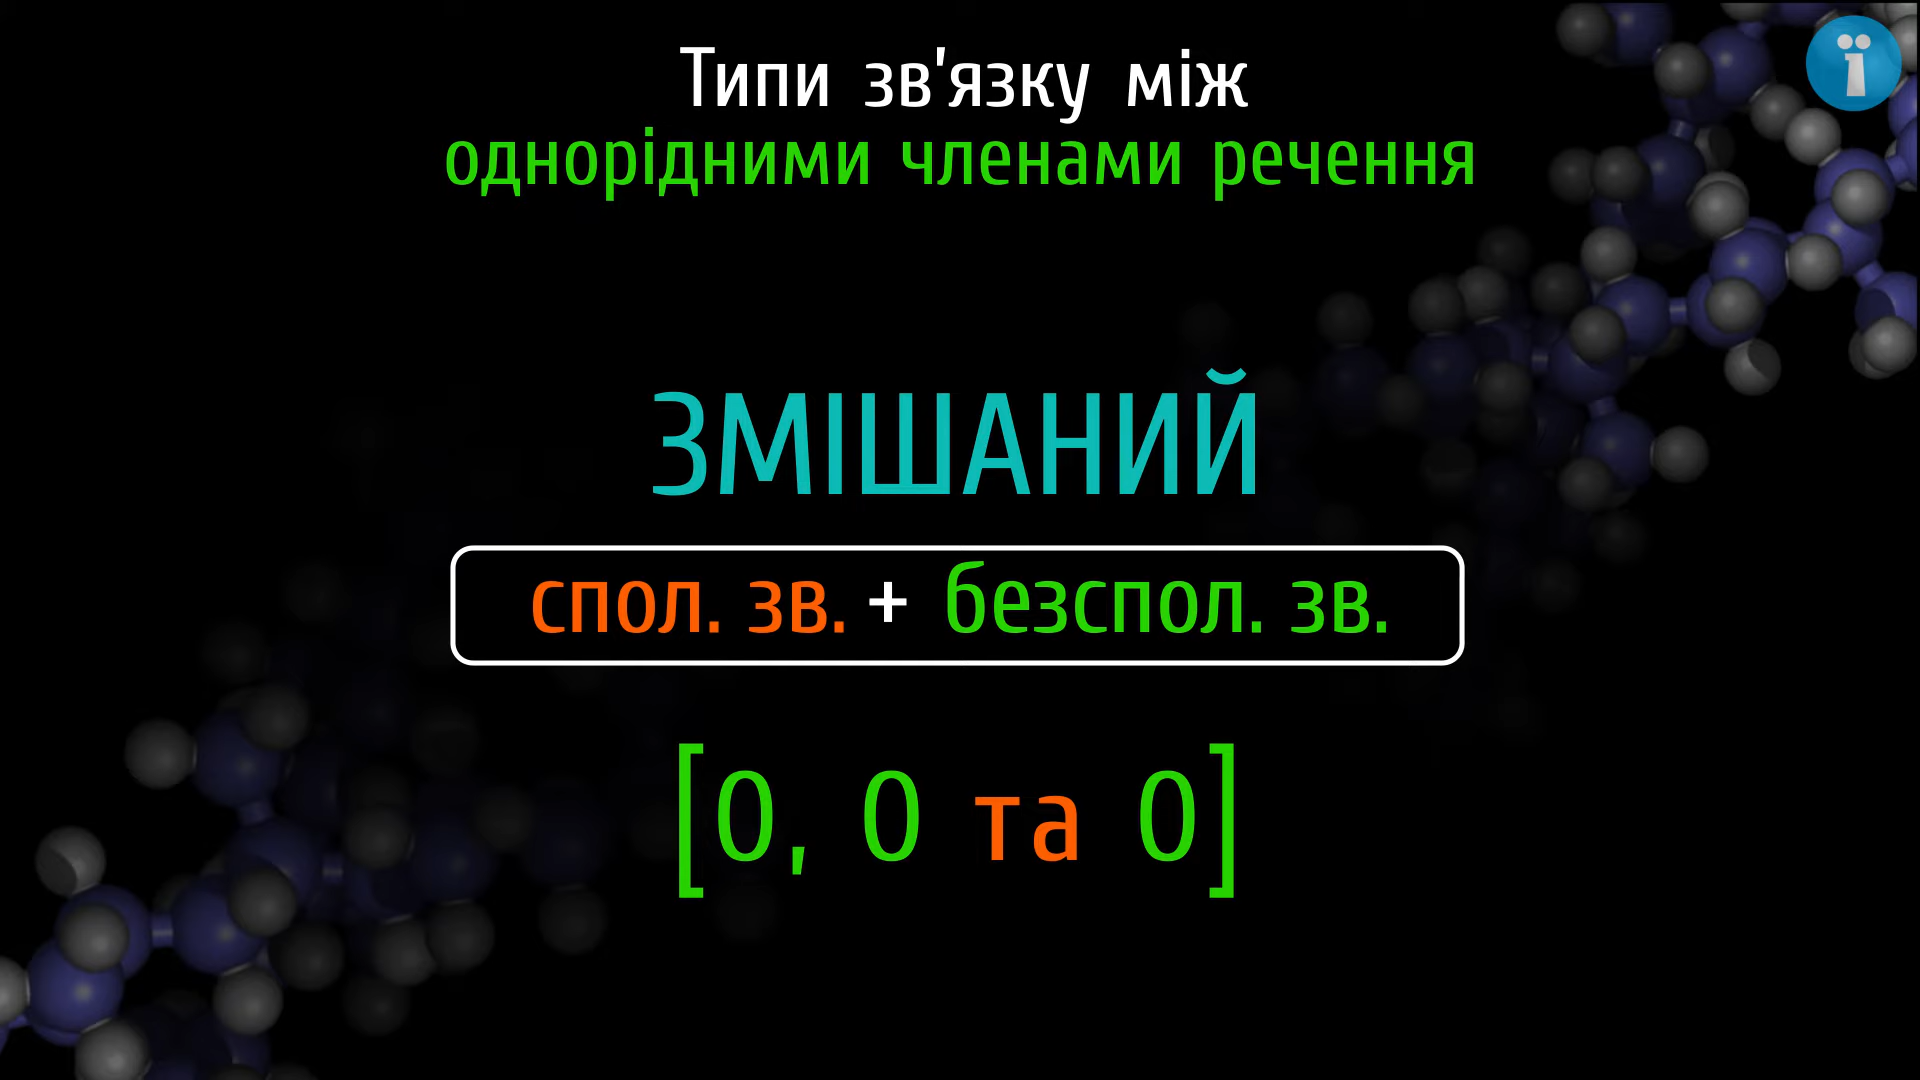 ї
Типи зв'язку між
однорідними членами речення
ЗМІШАНИЙ
спол. зв. + безспол. зв.
[О, О та О]